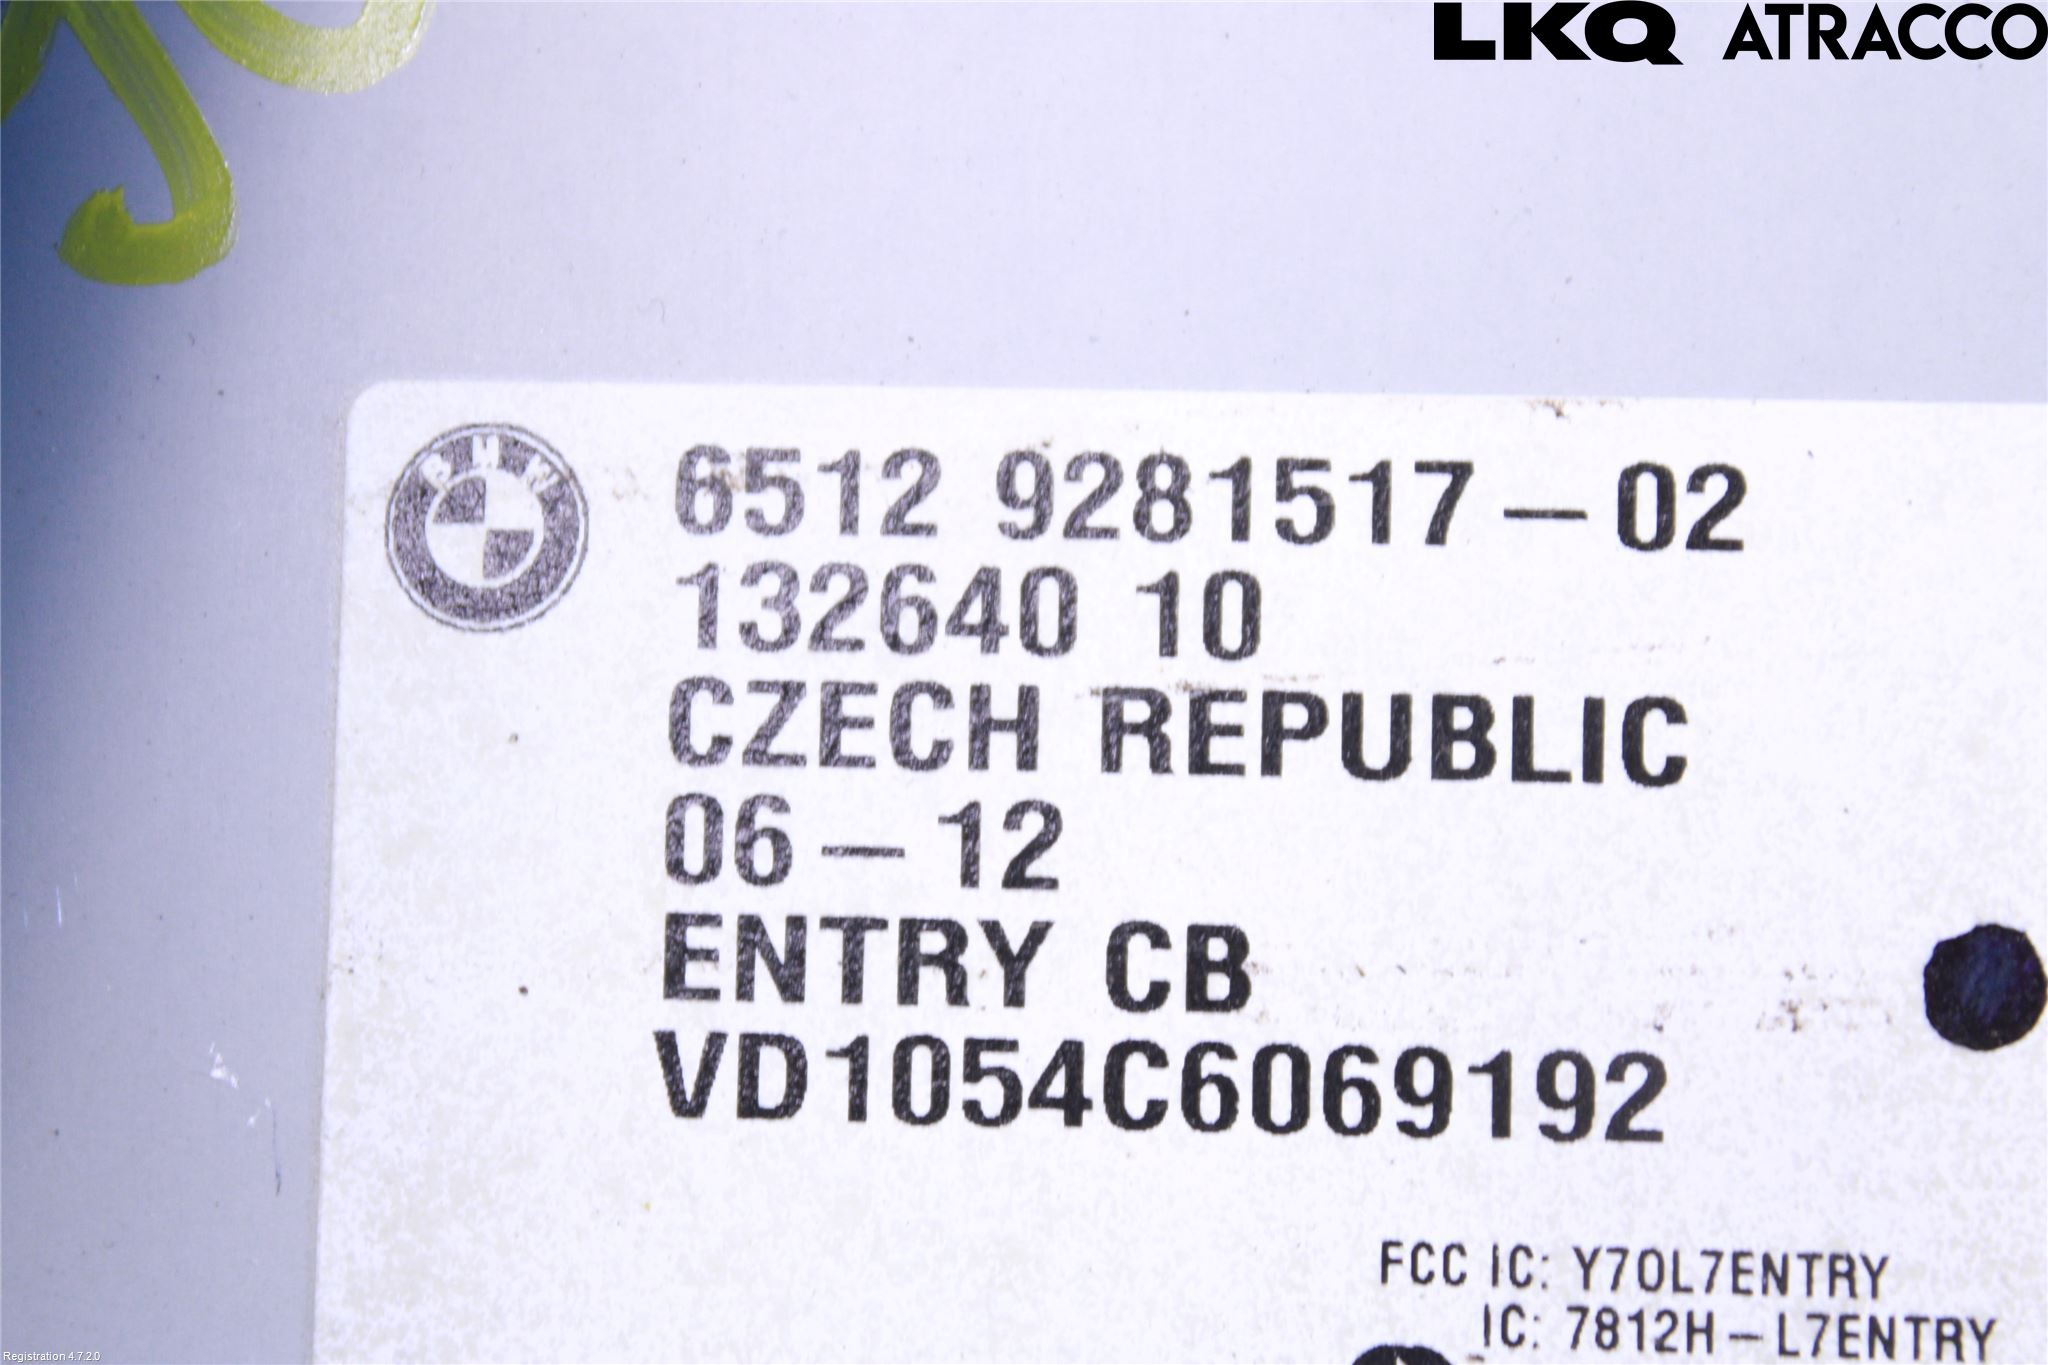 LKQ ATRACCO
BMW
6512 9281517-02
132640 10
CZECH REPUBLIC
06-12
ENTRY CB
VD1054C6069192
FCC IC: Y7OL7ENTRY
IC: 7812H-L7ENTRY
Registration 4.7.2.0